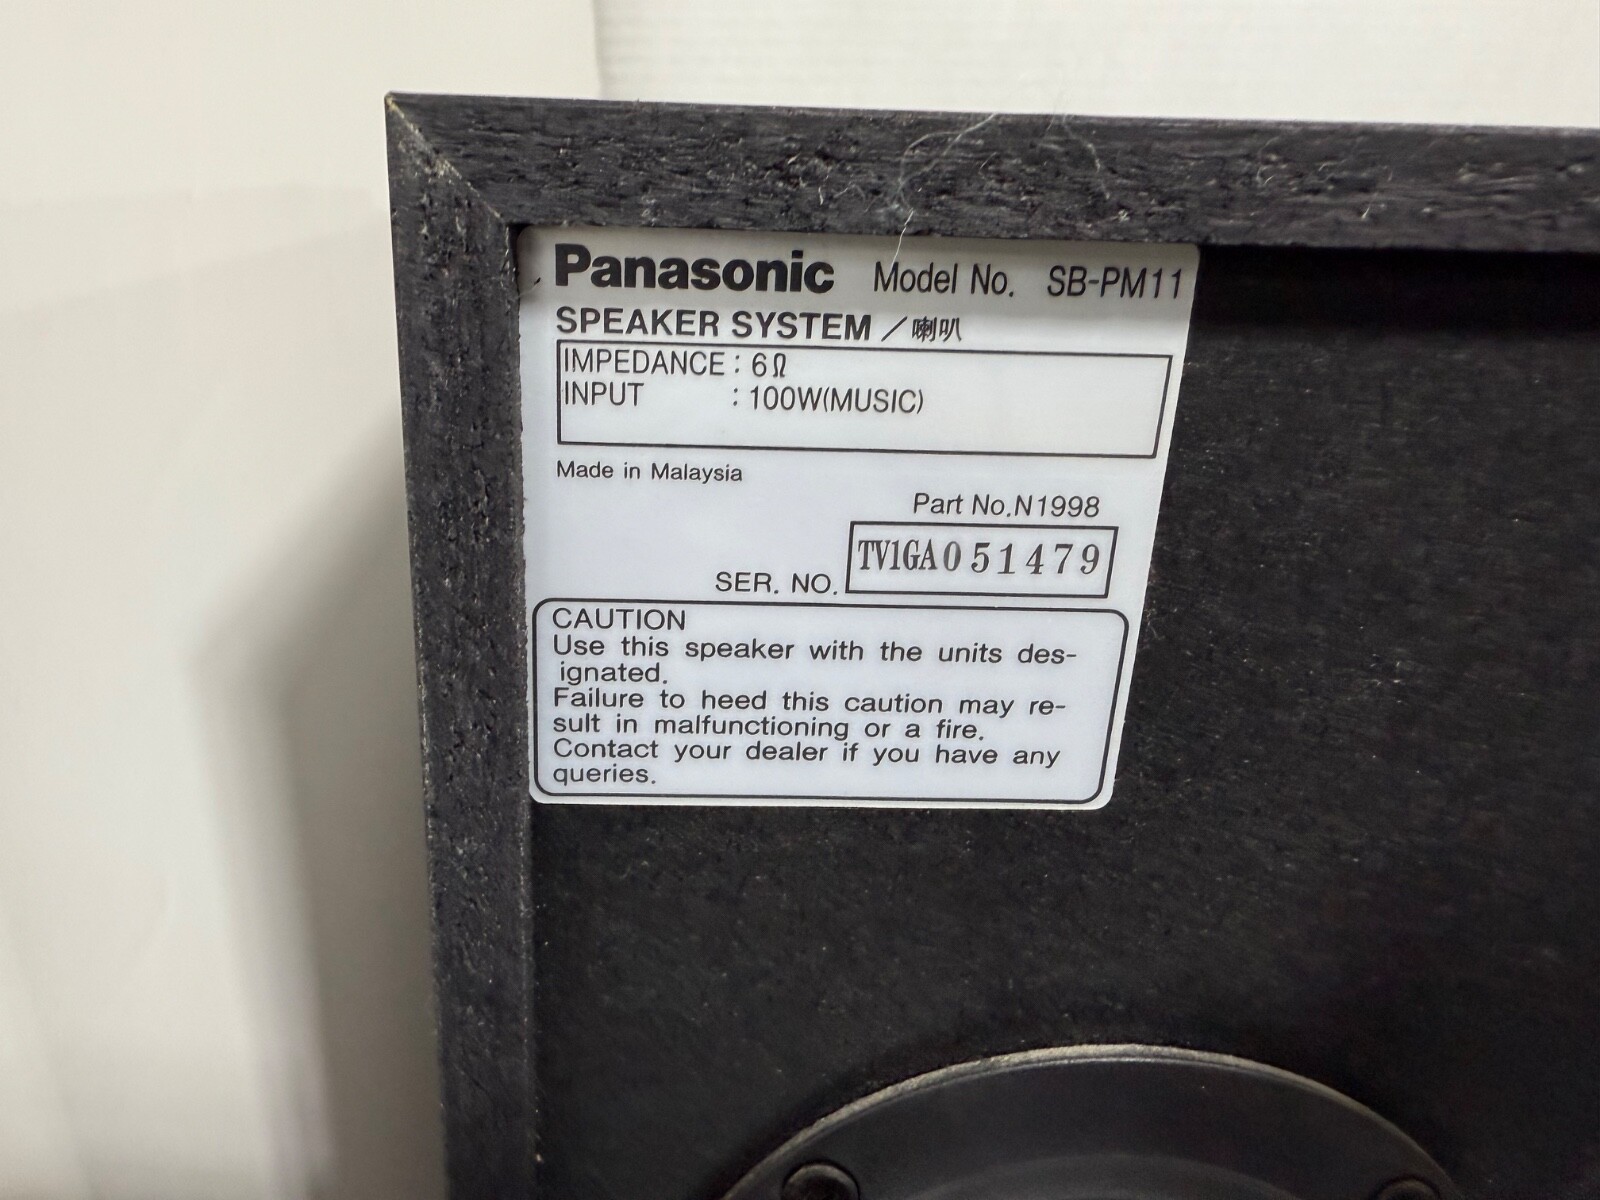 Panasonic Model No. SB-PM11
SPEAKER SYSTEM / 喇叭
IMPEDANCE : 6Ω
INPUT : 100W(MUSIC)
Made in Malaysia
Part No.N1998
SER. NO. TV1GA051479
CAUTION
Use this speaker with the units des-
ignated.
Failure to heed this caution may re-
sult in malfunctioning or a fire.
Contact your dealer if you have any
queries.